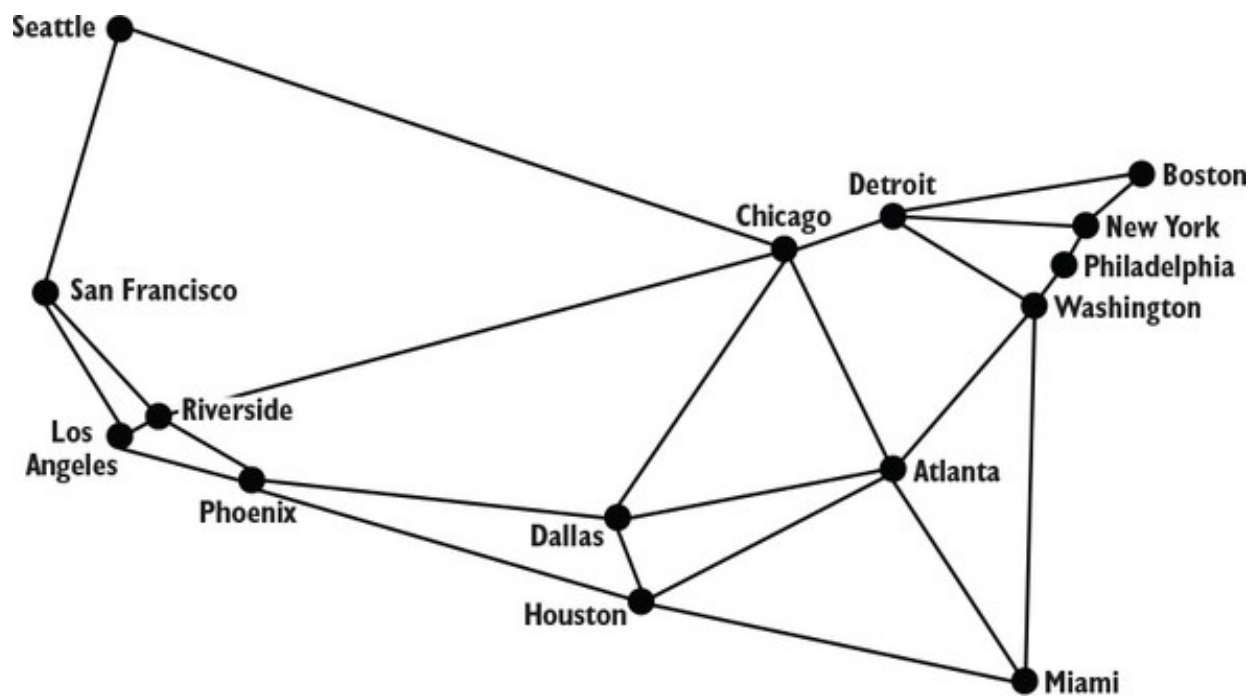 Seattle
Boston
Detroit
Chicago
New York
Philadelphia
San Francisco
Washington
Riverside
Los
Angeles
Atlanta
Phoenix
Dallas
Houston
Miami